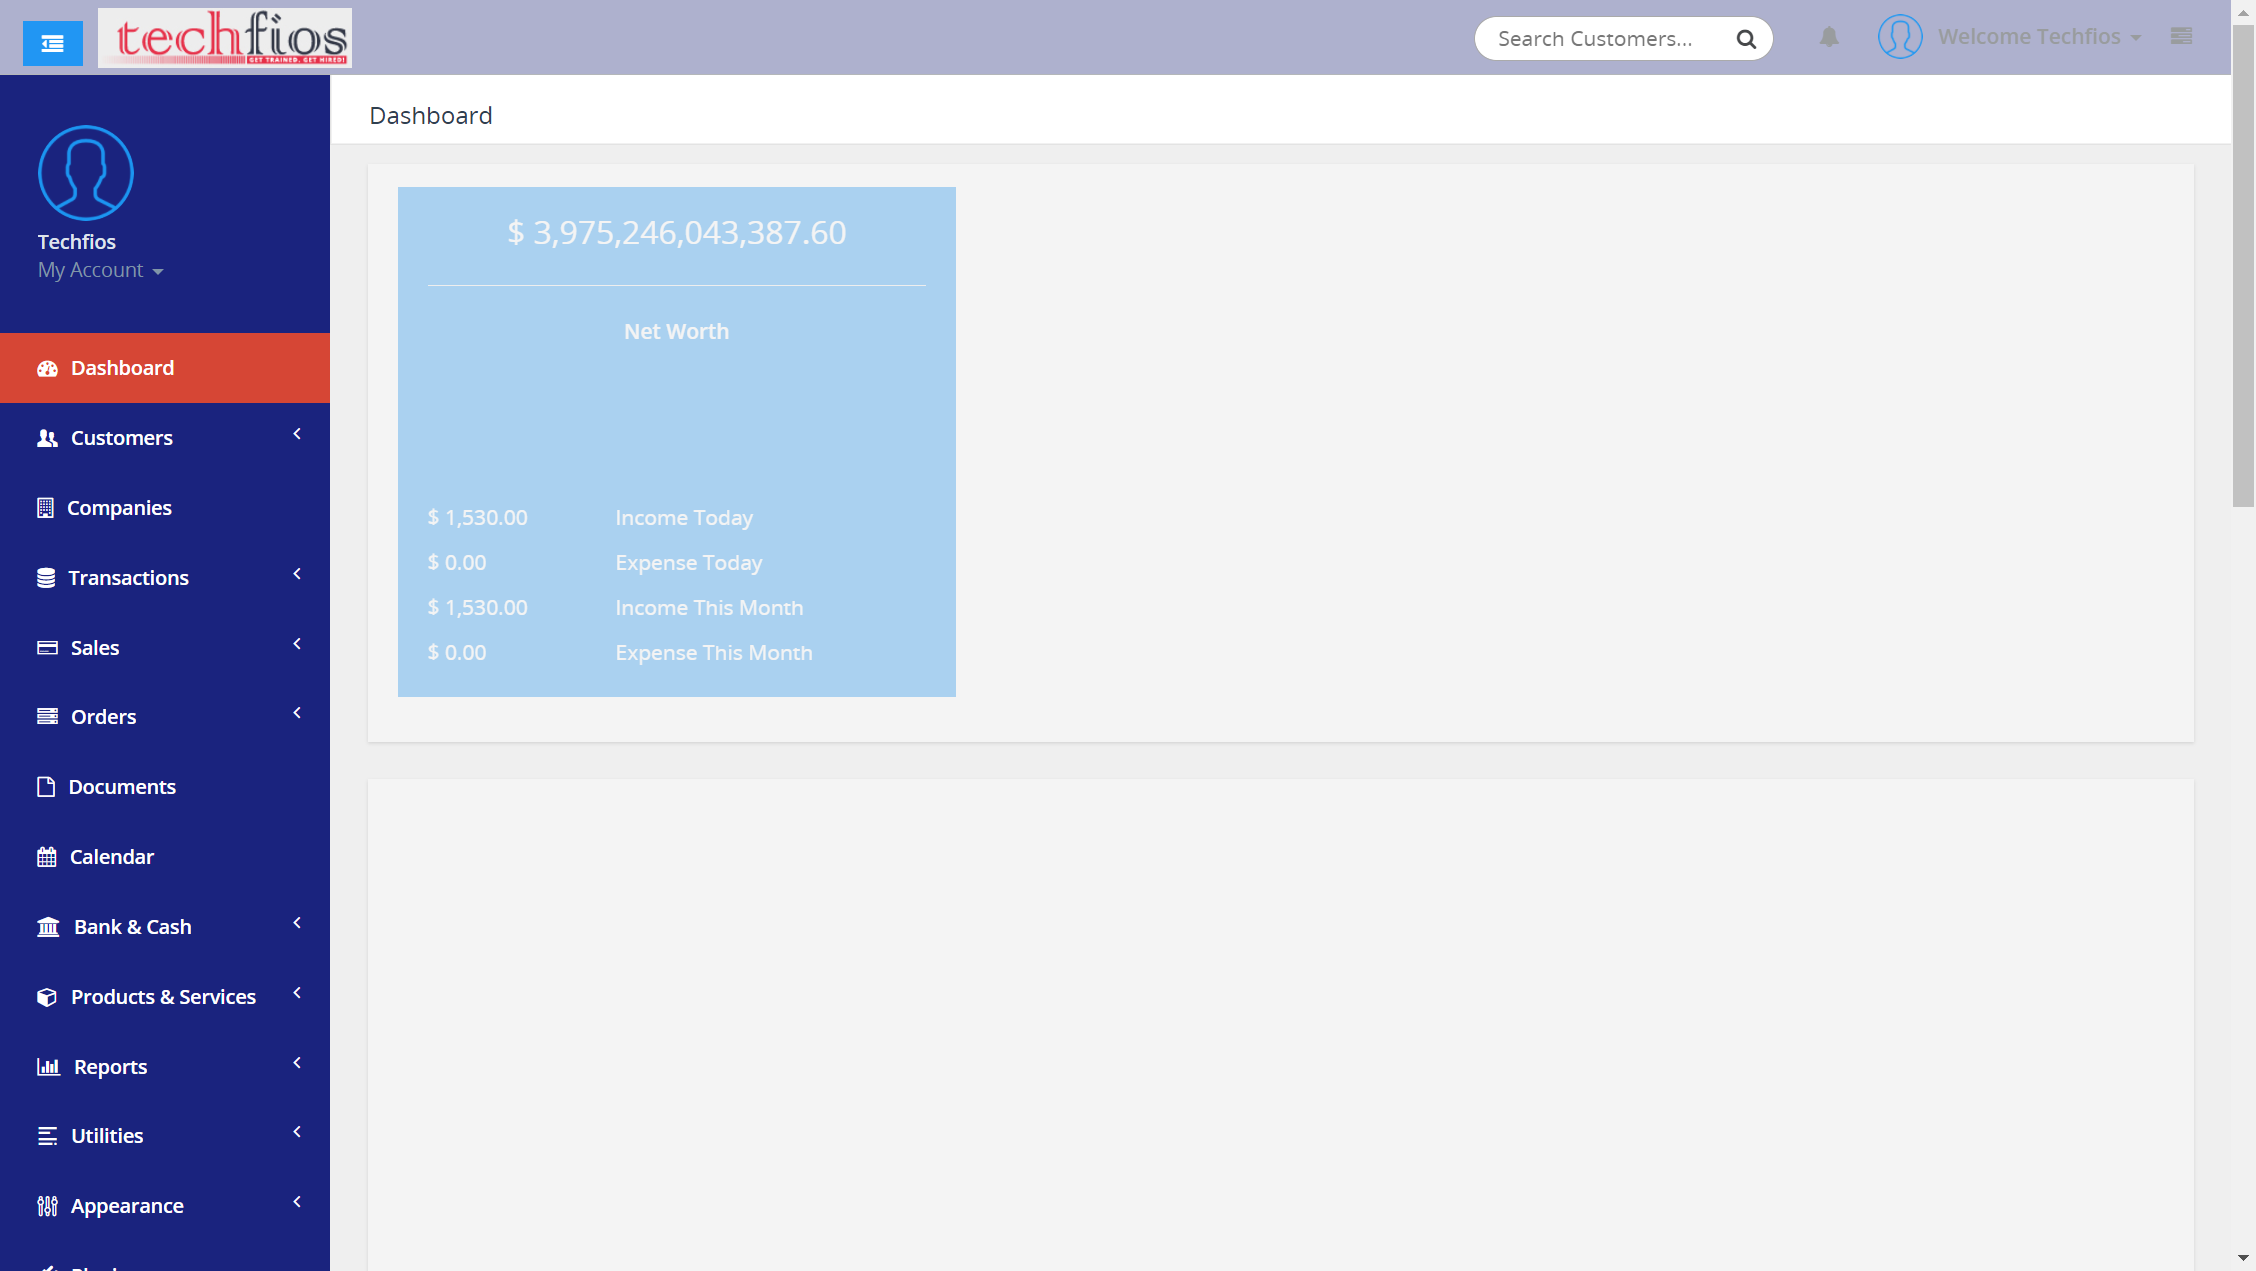 techfios
GET TRAINED. GET HIRED!
Search Customers...
Welcome Techfios
Techfios
My Account
Dashboard
Customers
Companies
Transactions
Sales
Orders
Documents
Calendar
Bank & Cash
Products & Services
Reports
Utilities
Appearance
Dashboard
$ 3,975,246,043,387.60
Net Worth
$ 1,530.00 Income Today
$ 0.00 Expense Today
$ 1,530.00 Income This Month
$ 0.00 Expense This Month